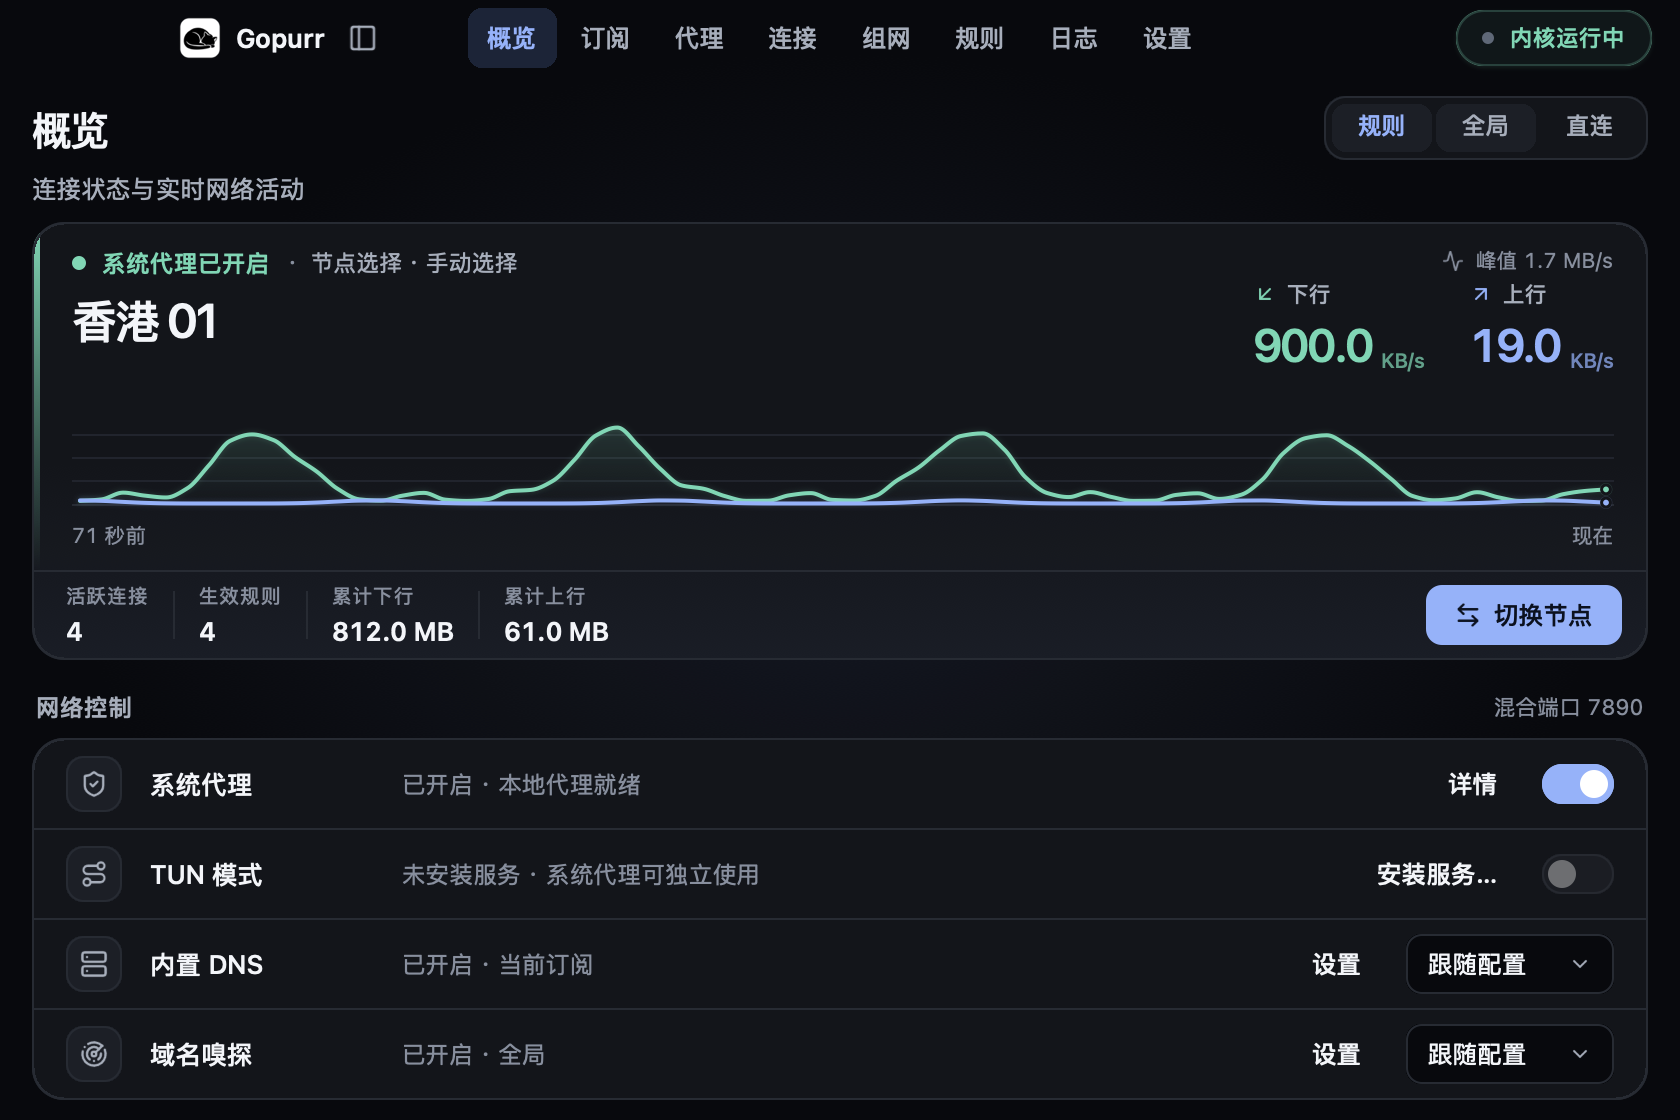 Gopurr
概览 订阅 代理 连接 组网 规则 日志 设置
内核运行中
概览
规则 全局 直连
连接状态与实时网络活动
系统代理已开启 · 节点选择 · 手动选择
峰值 1.7 MB/s
香港 01
下行 上行
900.0 KB/s 19.0 KB/s
71 秒前 现在
活跃连接 生效规则 累计下行 累计上行
4 4 812.0 MB 61.0 MB
切换节点
网络控制 混合端口 7890
系统代理 已开启 · 本地代理就绪 详情
TUN 模式 未安装服务 · 系统代理可独立使用 安装服务...
内置 DNS 已开启 · 当前订阅 设置 跟随配置
域名嗅探 已开启 · 全局 设置 跟随配置